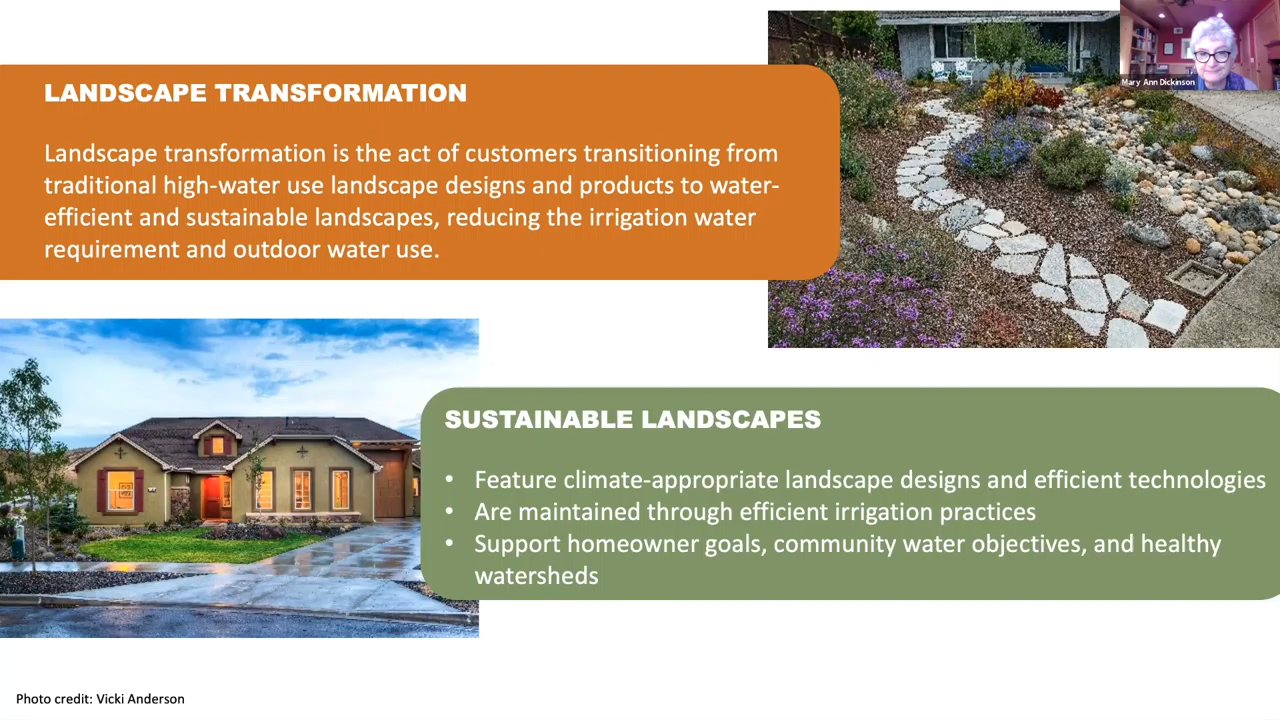 Mary Ann Dickinson
LANDSCAPE TRANSFORMATION
Landscape transformation is the act of customers transitioning from
traditional high-water use landscape designs and products to water-
efficient and sustainable landscapes, reducing the irrigation water
requirement and outdoor water use.
SUSTAINABLE LANDSCAPES
• Feature climate-appropriate landscape designs and efficient technologies
• Are maintained through efficient irrigation practices
• Support homeowner goals, community water objectives, and healthy
watersheds
Photo credit: Vicki Anderson